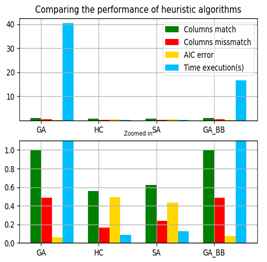 Comparing the performance of heuristic algorithms
40
30
20
10
Columns match
Columns missmatch
AIC error
Time execution(s)
GA
HC
SA
GA_BB
Zoomed in
1.0
0.8
0.6
0.4
0.2
0.0
GA
HC
SA
GA_BB